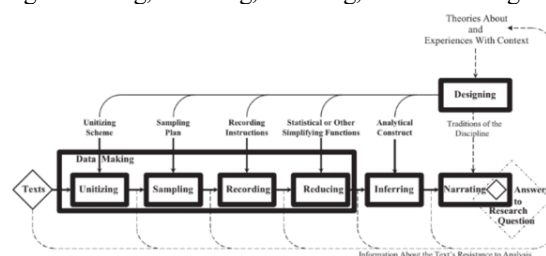 Theories About
and
Experiences With Context
Designing
Unitizing
Scheme
Sampling
Plan
Recording
Instructions
Statistical or Other
Simplifying Functions
Analytical
Construct
Traditions of the
Discipline
Data Making
Texts
Unitizing
Sampling
Recording
Reducing
Inferring
Narrating
Answer
to
Research
Question
Information About the Text's Resistance to Analysis